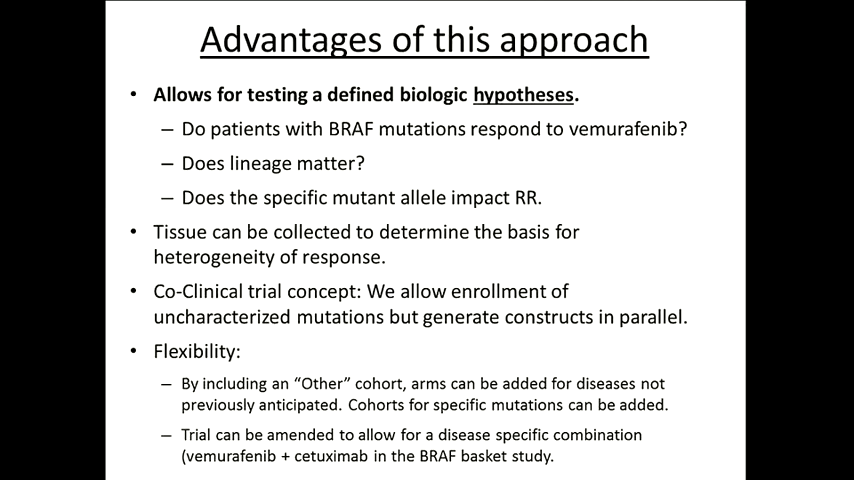 Advantages of this approach
• Allows for testing a defined biologic hypotheses.
– Do patients with BRAF mutations respond to vemurafenib?
– Does lineage matter?
– Does the specific mutant allele impact RR.
• Tissue can be collected to determine the basis for
heterogeneity of response.
• Co-Clinical trial concept: We allow enrollment of
uncharacterized mutations but generate constructs in parallel.
• Flexibility:
– By including an “Other” cohort, arms can be added for diseases not
previously anticipated. Cohorts for specific mutations can be added.
– Trial can be amended to allow for a disease specific combination
(vemurafenib + cetuximab in the BRAF basket study.